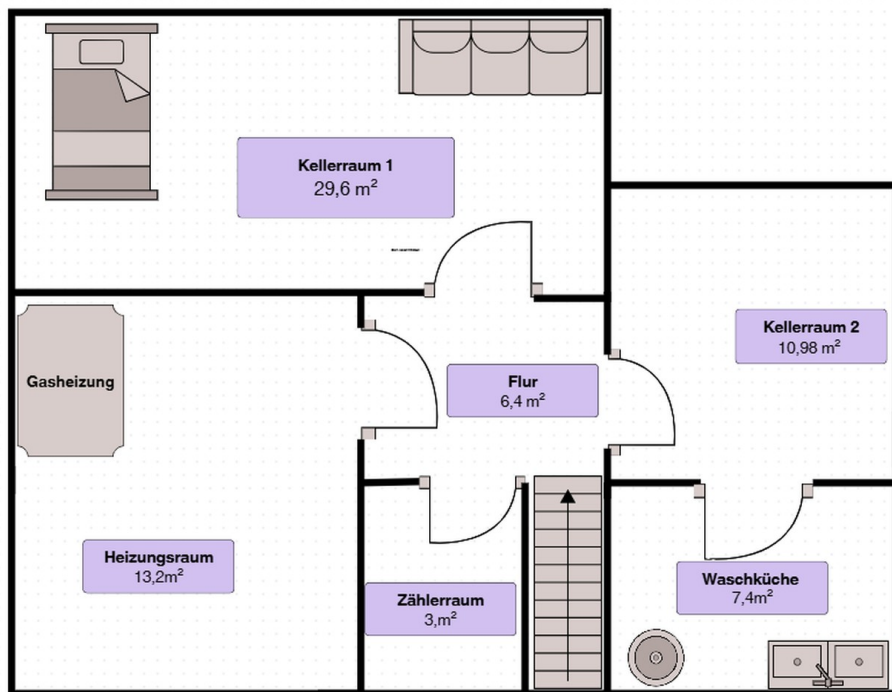 Kellerraum 1
29,6 m²
Kellerraum 2
10,98 m²
Gasheizung
Flur
6,4 m²
Heizungsraum
13,2m²
Zählerraum
3,m²
Waschküche
7,4m²